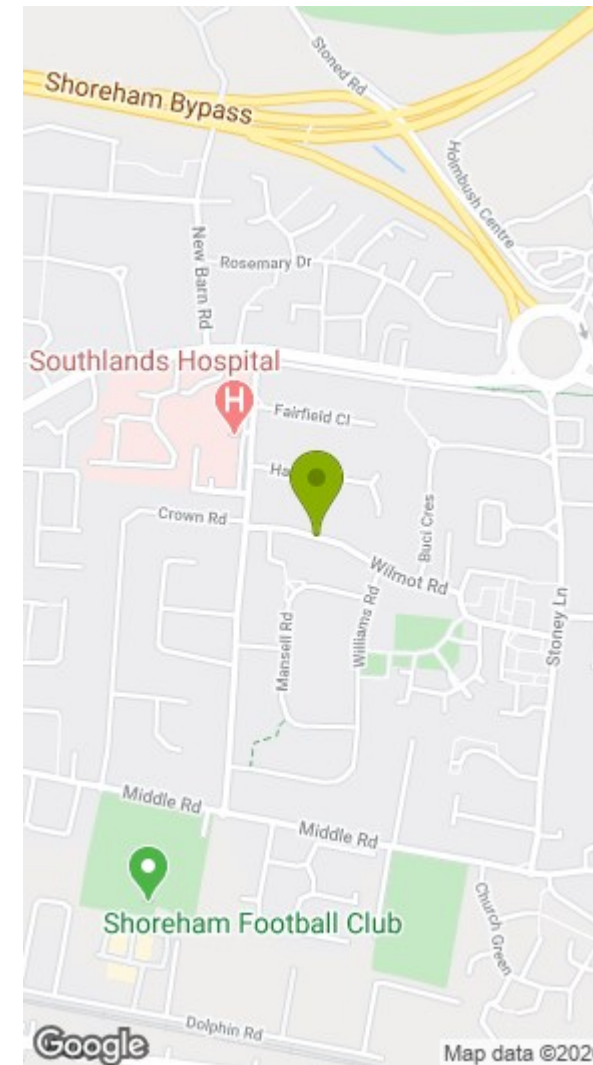 Stoned Rd
Shoreham Bypass
Holmbush Centre
New Barn Rd
Rosemary Dr
Southlands Hospital
H
Fairfield Cl
Ha
Crown Rd
Buci Cres
Wilmot Rd
Williams Rd
Mansell Rd
Stoney Ln
Middle Rd
Middle Rd
Church Green
Shoreham Football Club
Dolphin Rd
Google
Map data ©202